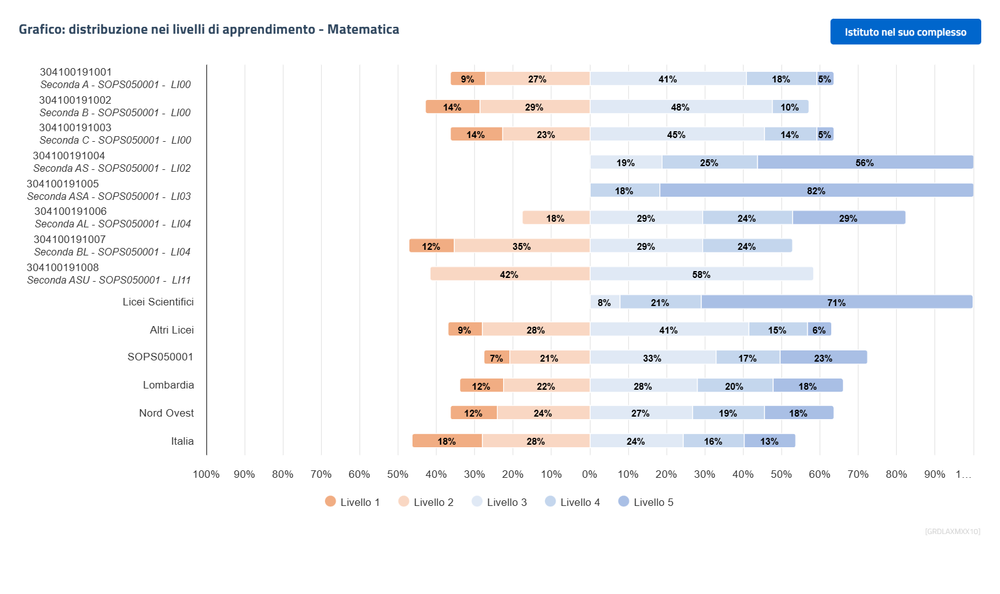 Grafico: distribuzione nei livelli di apprendimento - Matematica
Istituto nel suo complesso
304100191001
Seconda A - SOPS050001 - LI00
9% 27% 41% 18% 5%
304100191002
Seconda B - SOPS050001 - LI00
14% 29% 48% 10%
304100191003
Seconda C - SOPS050001 - LI00
14% 23% 45% 14% 5%
304100191004
Seconda AS - SOPS050001 - LI02
19% 25% 56%
304100191005
Seconda ASA - SOPS050001 - LI03
18% 82%
304100191006
Seconda AL - SOPS050001 - LI04
18% 29% 24% 29%
304100191007
Seconda BL - SOPS050001 - LI04
12% 35% 29% 24%
304100191008
Seconda ASU - SOPS050001 - LI11
42% 58%
Licei Scientifici 8% 21% 71%
Altri Licei 9% 28% 41% 15% 6%
SOPS050001 7% 21% 33% 17% 23%
Lombardia 12% 22% 28% 20% 18%
Nord Ovest 12% 24% 27% 19% 18%
Italia 18% 28% 24% 16% 13%
100% 90% 80% 70% 60% 50% 40% 30% 20% 10% 0% 10% 20% 30% 40% 50% 60% 70% 80% 90% 1...
Livello 1 Livello 2 Livello 3 Livello 4 Livello 5
[GRDLAXMXX10]